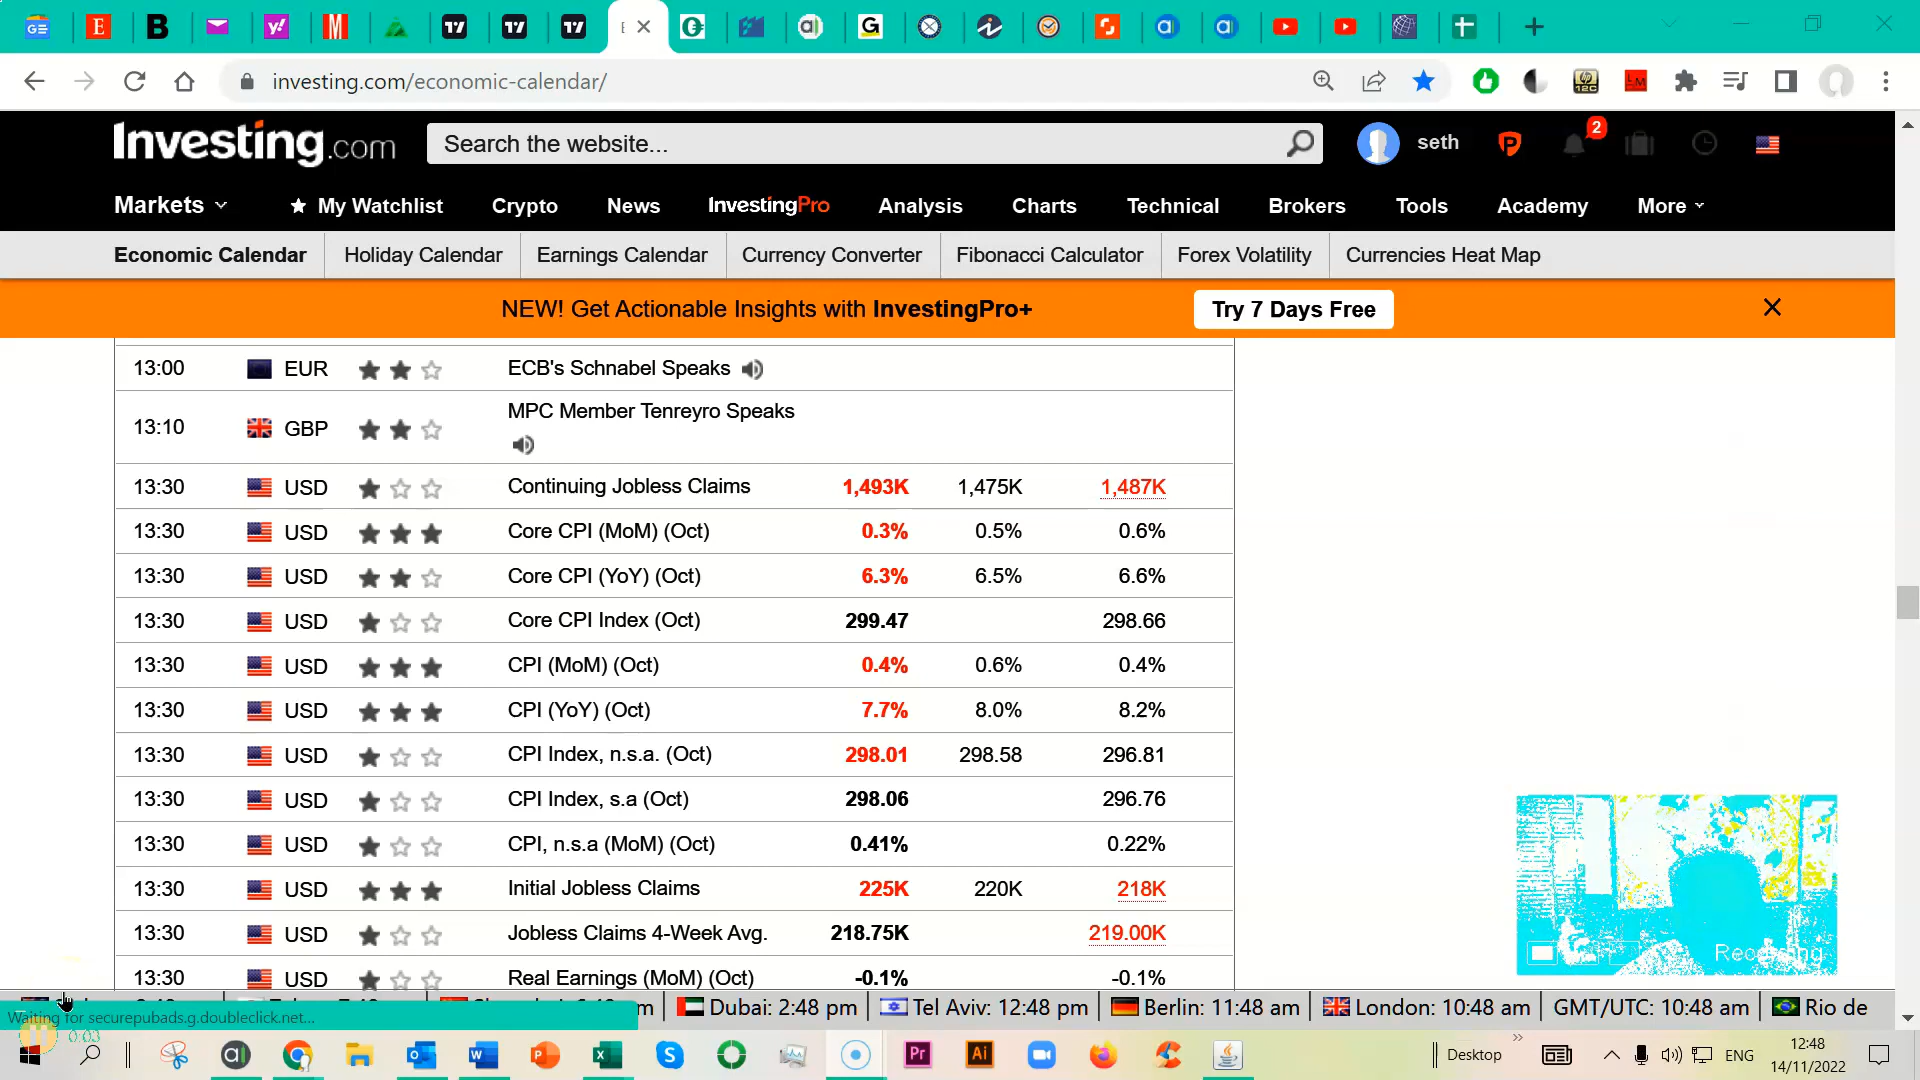 investing.com/economic-calendar/
Investing.com
Search the website...
seth
2
Markets
My Watchlist
Crypto
News
InvestingPro
Analysis
Charts
Technical
Brokers
Tools
Academy
More
Economic Calendar
Holiday Calendar
Earnings Calendar
Currency Converter
Fibonacci Calculator
Forex Volatility
Currencies Heat Map
NEW! Get Actionable Insights with InvestingPro+
Try 7 Days Free
13:00 EUR ECB's Schnabel Speaks
13:10 GBP MPC Member Tenreyro Speaks
13:30 USD Continuing Jobless Claims 1,493K 1,475K 1,487K
13:30 USD Core CPI (MoM) (Oct) 0.3% 0.5% 0.6%
13:30 USD Core CPI (YoY) (Oct) 6.3% 6.5% 6.6%
13:30 USD Core CPI Index (Oct) 299.47 298.66
13:30 USD CPI (MoM) (Oct) 0.4% 0.6% 0.4%
13:30 USD CPI (YoY) (Oct) 7.7% 8.0% 8.2%
13:30 USD CPI Index, n.s.a. (Oct) 298.01 298.58 296.81
13:30 USD CPI Index, s.a (Oct) 298.06 296.76
13:30 USD CPI, n.s.a (MoM) (Oct) 0.41% 0.22%
13:30 USD Initial Jobless Claims 225K 220K 218K
13:30 USD Jobless Claims 4-Week Avg. 218.75K 219.00K
13:30 USD Real Earnings (MoM) (Oct) -0.1% -0.1%
Recording
Dubai: 2:48 pm
Tel Aviv: 12:48 pm
Berlin: 11:48 am
London: 10:48 am
GMT/UTC: 10:48 am
Rio de
Waiting for securepubads.g.doubleclick.net...
0:03
Desktop
ENG
12:48
14/11/2022